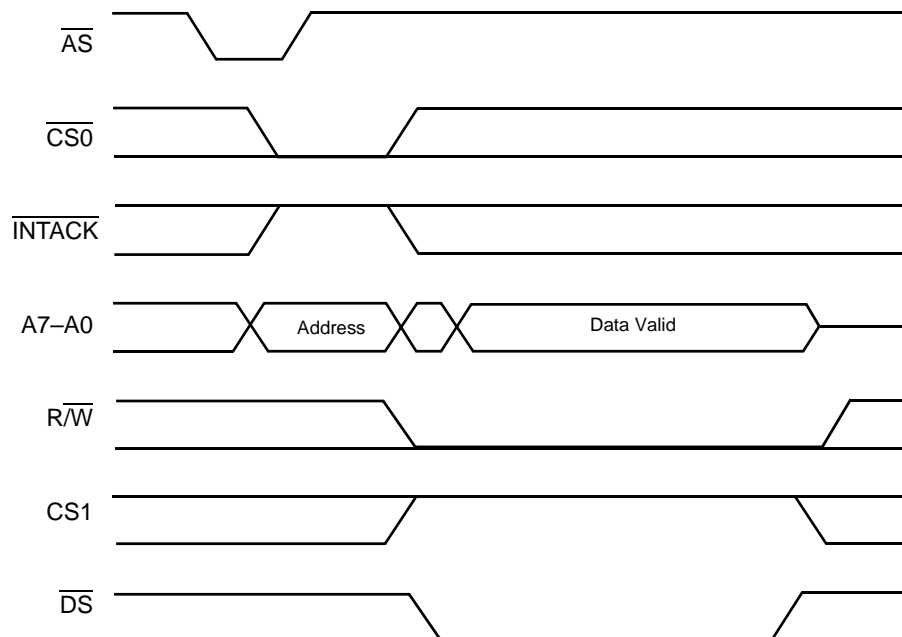 AS
CS0
INTACK
A7–A0 Address Data Valid
R/W
CS1
DS